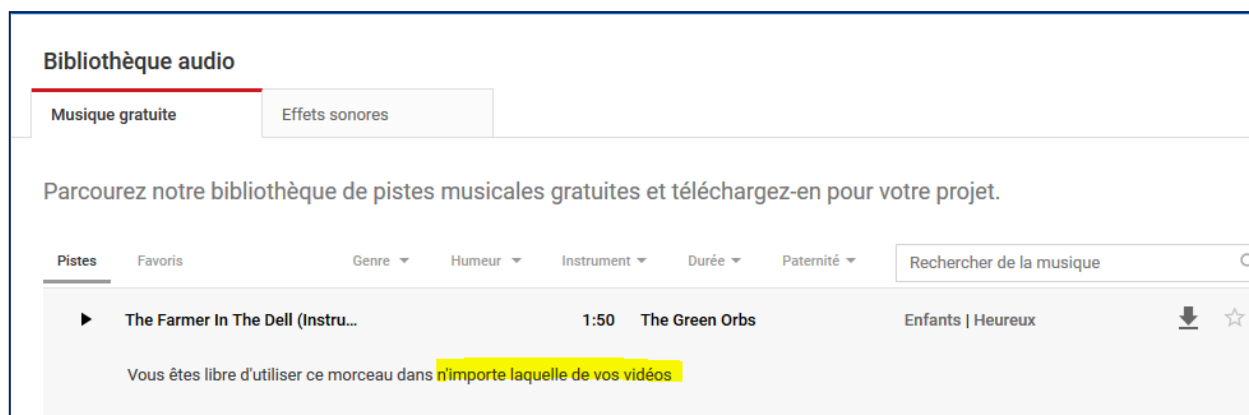 Bibliothèque audio
Musique gratuite Effets sonores
Parcourez notre bibliothèque de pistes musicales gratuites et téléchargez-en pour votre projet.
Pistes Favoris Genre Humeur Instrument Durée Paternité Rechercher de la musique
The Farmer In The Dell (Instru... 1:50 The Green Orbs Enfants | Heureux
Vous êtes libre d'utiliser ce morceau dans n'importe laquelle de vos vidéos